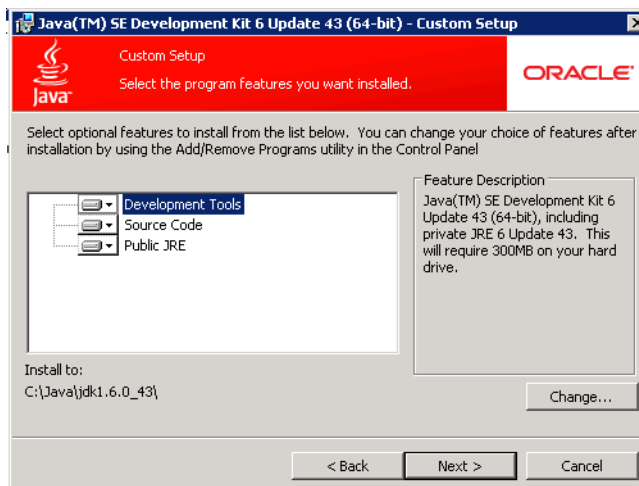 Java(TM) SE Development Kit 6 Update 43 (64-bit) - Custom Setup
Java
Custom Setup
Select the program features you want installed.
ORACLE
Select optional features to install from the list below. You can change your choice of features after
installation by using the Add/Remove Programs utility in the Control Panel
Development Tools
Source Code
Public JRE
Feature Description
Java(TM) SE Development Kit 6
Update 43 (64-bit), including
private JRE 6 Update 43. This
will require 300MB on your hard
drive.
Install to:
C:\Java\jdk1.6.0_43\
Change...
< Back
Next >
Cancel